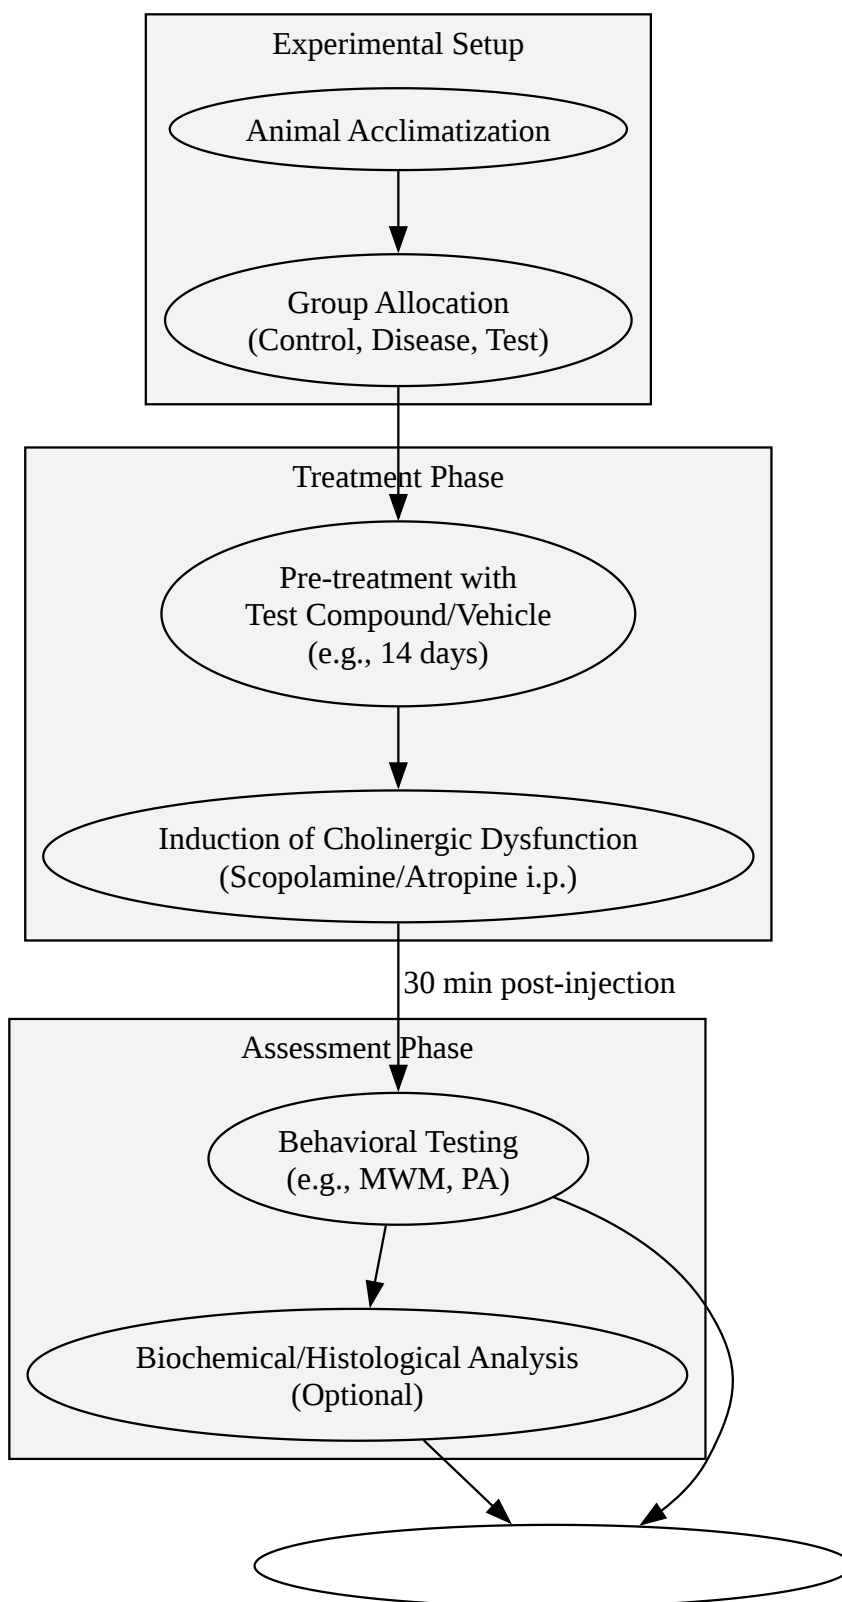 Experimental Setup
Animal Acclimatization
Group Allocation
(Control, Disease, Test)
Treatment Phase
Pre-treatment with
Test Compound/Vehicle
(e.g., 14 days)
Induction of Cholinergic Dysfunction
(Scopolamine/Atropine i.p.)
30 min post-injection
Assessment Phase
Behavioral Testing
(e.g., MWM, PA)
Biochemical/Histological Analysis
(Optional)